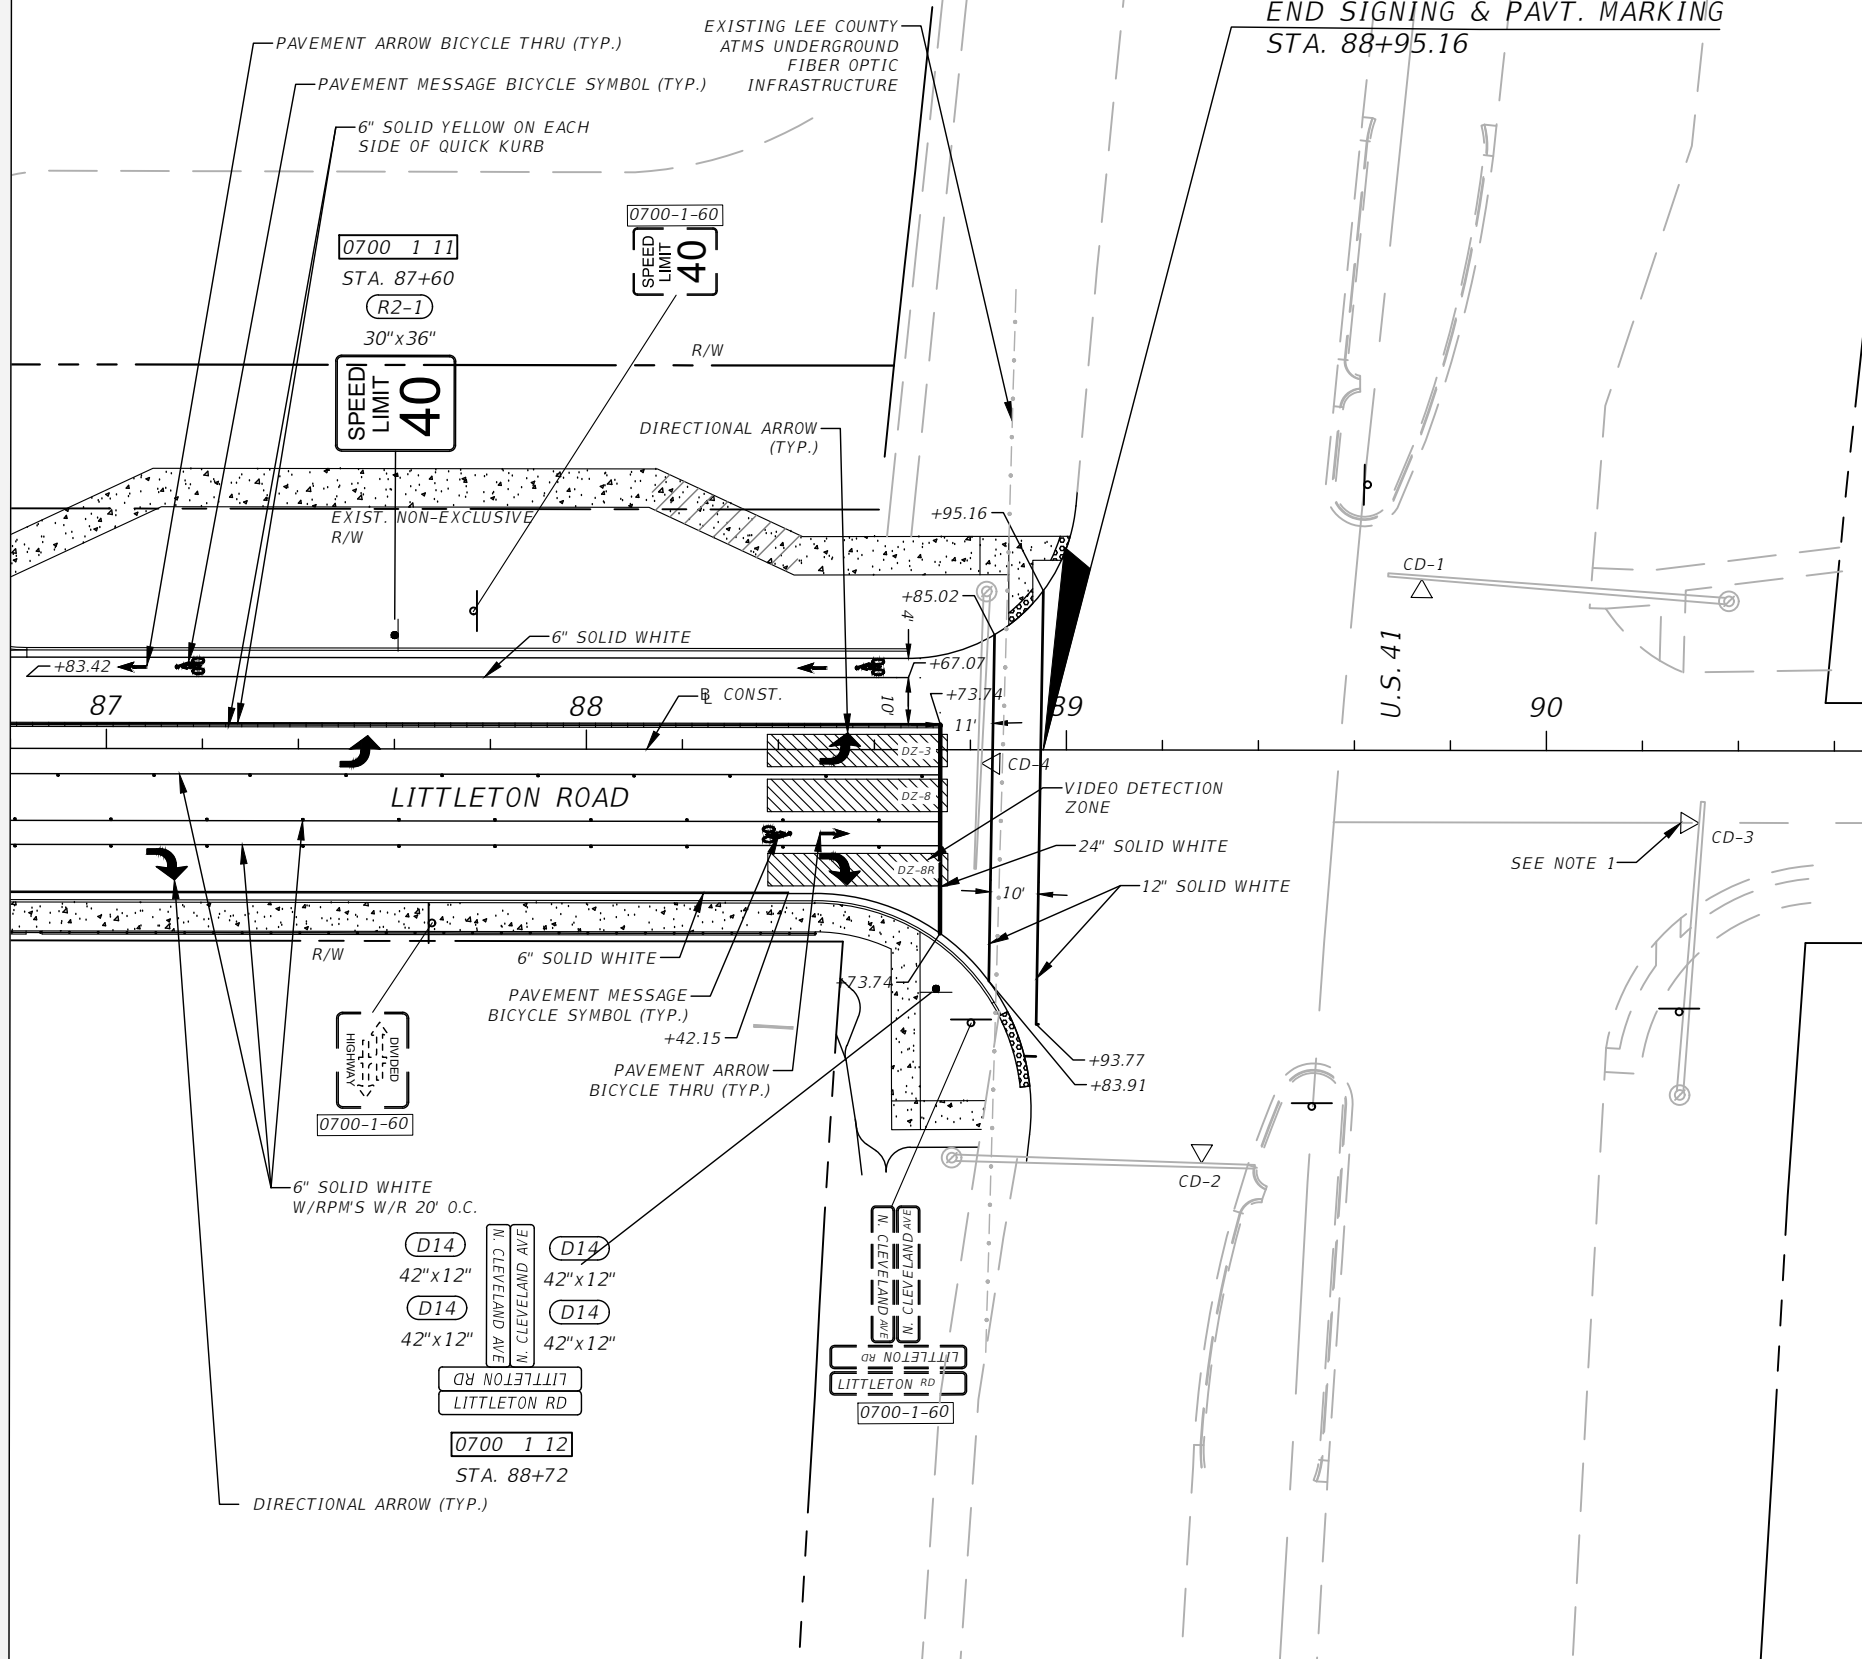 END SIGNING & PAVT. MARKING
STA. 88+95.16
EXISTING LEE COUNTY
ATMS UNDERGROUND
FIBER OPTIC
INFRASTRUCTURE
PAVEMENT ARROW BICYCLE THRU (TYP.)
PAVEMENT MESSAGE BICYCLE SYMBOL (TYP.)
6" SOLID YELLOW ON EACH
SIDE OF QUICK KURB
0700-1-60
SPEED
LIMIT
40
0700 1 11
STA. 87+60
R2-1
30"x36"
SPEED
LIMIT
40
R/W
DIRECTIONAL ARROW
(TYP.)
EXIST. NON-EXCLUSIVE
R/W
+95.16
+85.02
4'
CD-1
6" SOLID WHITE
+83.42
+67.07
10'
+73.74
11'
87
88
89
90
B CONST.
U.S. 41
DZ-3
CD-4
LITTLETON ROAD
DZ-8
VIDEO DETECTION
ZONE
24" SOLID WHITE
CD-3
SEE NOTE 1
DZ-8R
12" SOLID WHITE
10'
R/W
6" SOLID WHITE
+73.74
PAVEMENT MESSAGE
BICYCLE SYMBOL (TYP.)
+42.15
DIVIDED
HIGHWAY
0700-1-60
PAVEMENT ARROW
BICYCLE THRU (TYP.)
+93.77
+83.91
CD-2
6" SOLID WHITE
W/RPM'S W/R 20' O.C.
D14
42"x12"
D14
42"x12"
N. CLEVELAND AVE
N. CLEVELAND AVE
D14
42"x12"
D14
42"x12"
LITTLETON RD
LITTLETON RD
0700 1 12
STA. 88+72
N. CLEVELAND AVE
N. CLEVELAND AVE
LITTLETON RD
LITTLETON RD
0700-1-60
DIRECTIONAL ARROW (TYP.)